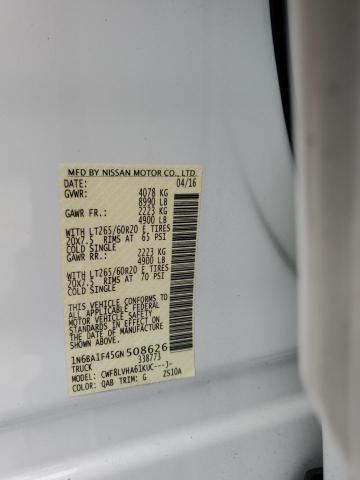 MFD BY NISSAN MOTOR CO., LTD.
DATE: 04/16
GVWR: 4078 KG
8990 LB
GAWR FR.: 2223 KG
4900 LB
WITH LT265/60R20 E TIRES
20X7.5 RIMS AT 65 PSI
COLD SINGLE
GAWR RR.: 2223 KG
4900 LB
WITH LT265/60R20 E TIRES
20X7.5 RIMS AT 70 PSI
COLD SINGLE
THIS VEHICLE CONFORMS TO ALL
APPLICABLE U.S. FEDERAL MOTOR
VEHICLE SAFETY STANDARDS IN
EFFECT ON THE DATE OF
MANUFACTURE SHOWN ABOVE.
1N6BA1F45GN508626
TRUCK 338773
MODEL: CWF8LVHA61KUC---J-
COLOR: QAB TRIM: G ZS10A